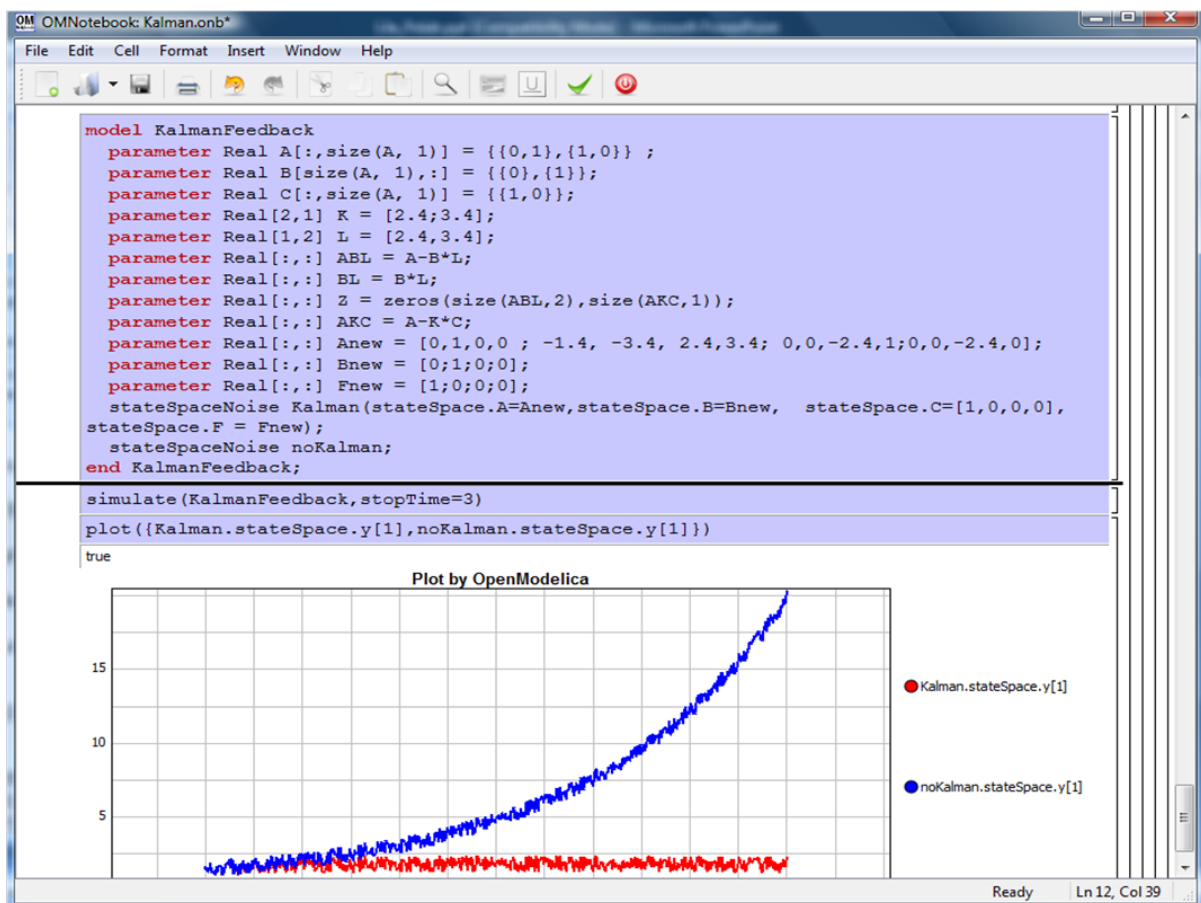 OMNotebook: Kalman.onb*
File Edit Cell Format Insert Window Help
model KalmanFeedback
parameter Real A[:,size(A, 1)] = {{0,1},{1,0}} ;
parameter Real B[size(A, 1),:] = {{0},{1}};
parameter Real C[:,size(A, 1)] = {{1,0}};
parameter Real[2,1] K = [2.4;3.4];
parameter Real[1,2] L = [2.4,3.4];
parameter Real[:,:] ABL = A-B*L;
parameter Real[:,:] BL = B*L;
parameter Real[:,:] Z = zeros(size(ABL,2),size(AKC,1));
parameter Real[:,:] AKC = A-K*C;
parameter Real[:,:] Anew = [0,1,0,0 ; -1.4, -3.4, 2.4,3.4; 0,0,-2.4,1;0,0,-2.4,0];
parameter Real[:,:] Bnew = [0;1;0;0];
parameter Real[:,:] Fnew = [1;0;0;0];
stateSpaceNoise Kalman(stateSpace.A=Anew,stateSpace.B=Bnew, stateSpace.C=[1,0,0,0],
stateSpace.F = Fnew);
stateSpaceNoise noKalman;
end KalmanFeedback;
simulate(KalmanFeedback,stopTime=3)
plot({Kalman.stateSpace.y[1],noKalman.stateSpace.y[1]})
true
Plot by OpenModelica
15
10
5
Kalman.stateSpace.y[1]
noKalman.stateSpace.y[1]
Ready Ln 12, Col 39